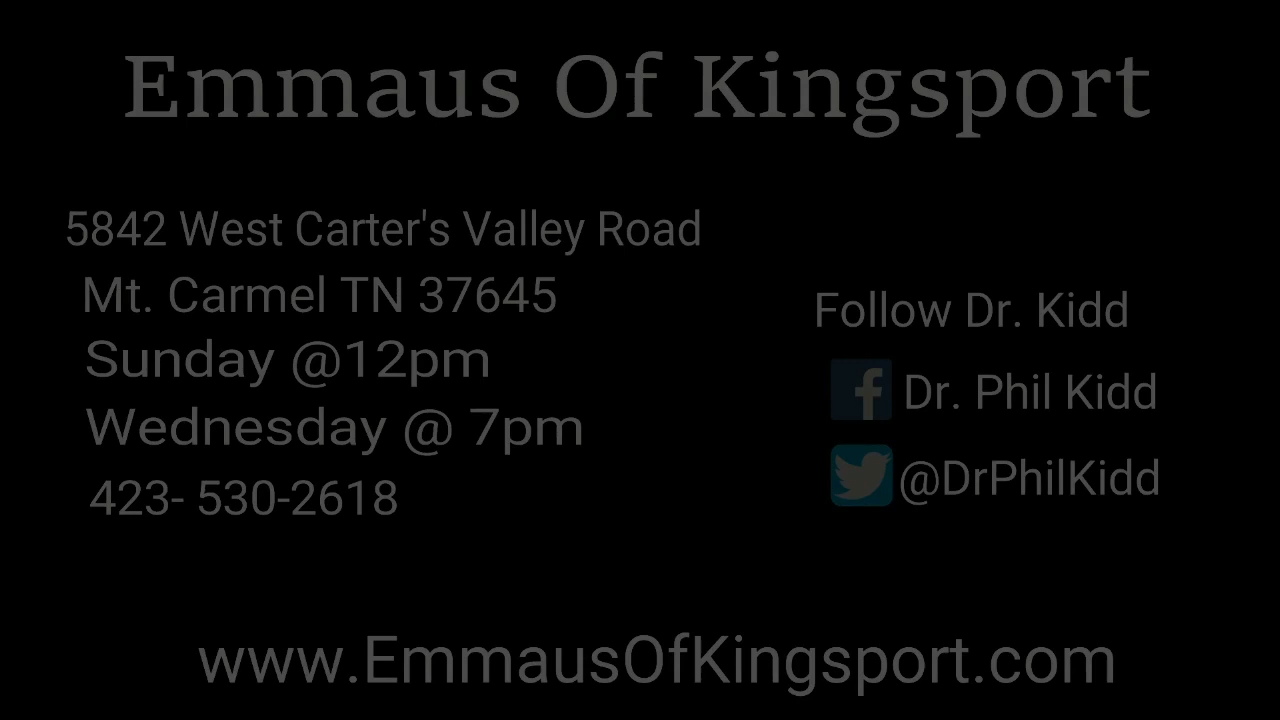 Emmaus Of Kingsport
5842 West Carter's Valley Road
Mt. Carmel TN 37645
Sunday @12pm
Wednesday @ 7pm
423- 530-2618
Follow Dr. Kidd
f Dr. Phil Kidd
@DrPhilKidd
www.EmmausOfKingsport.com